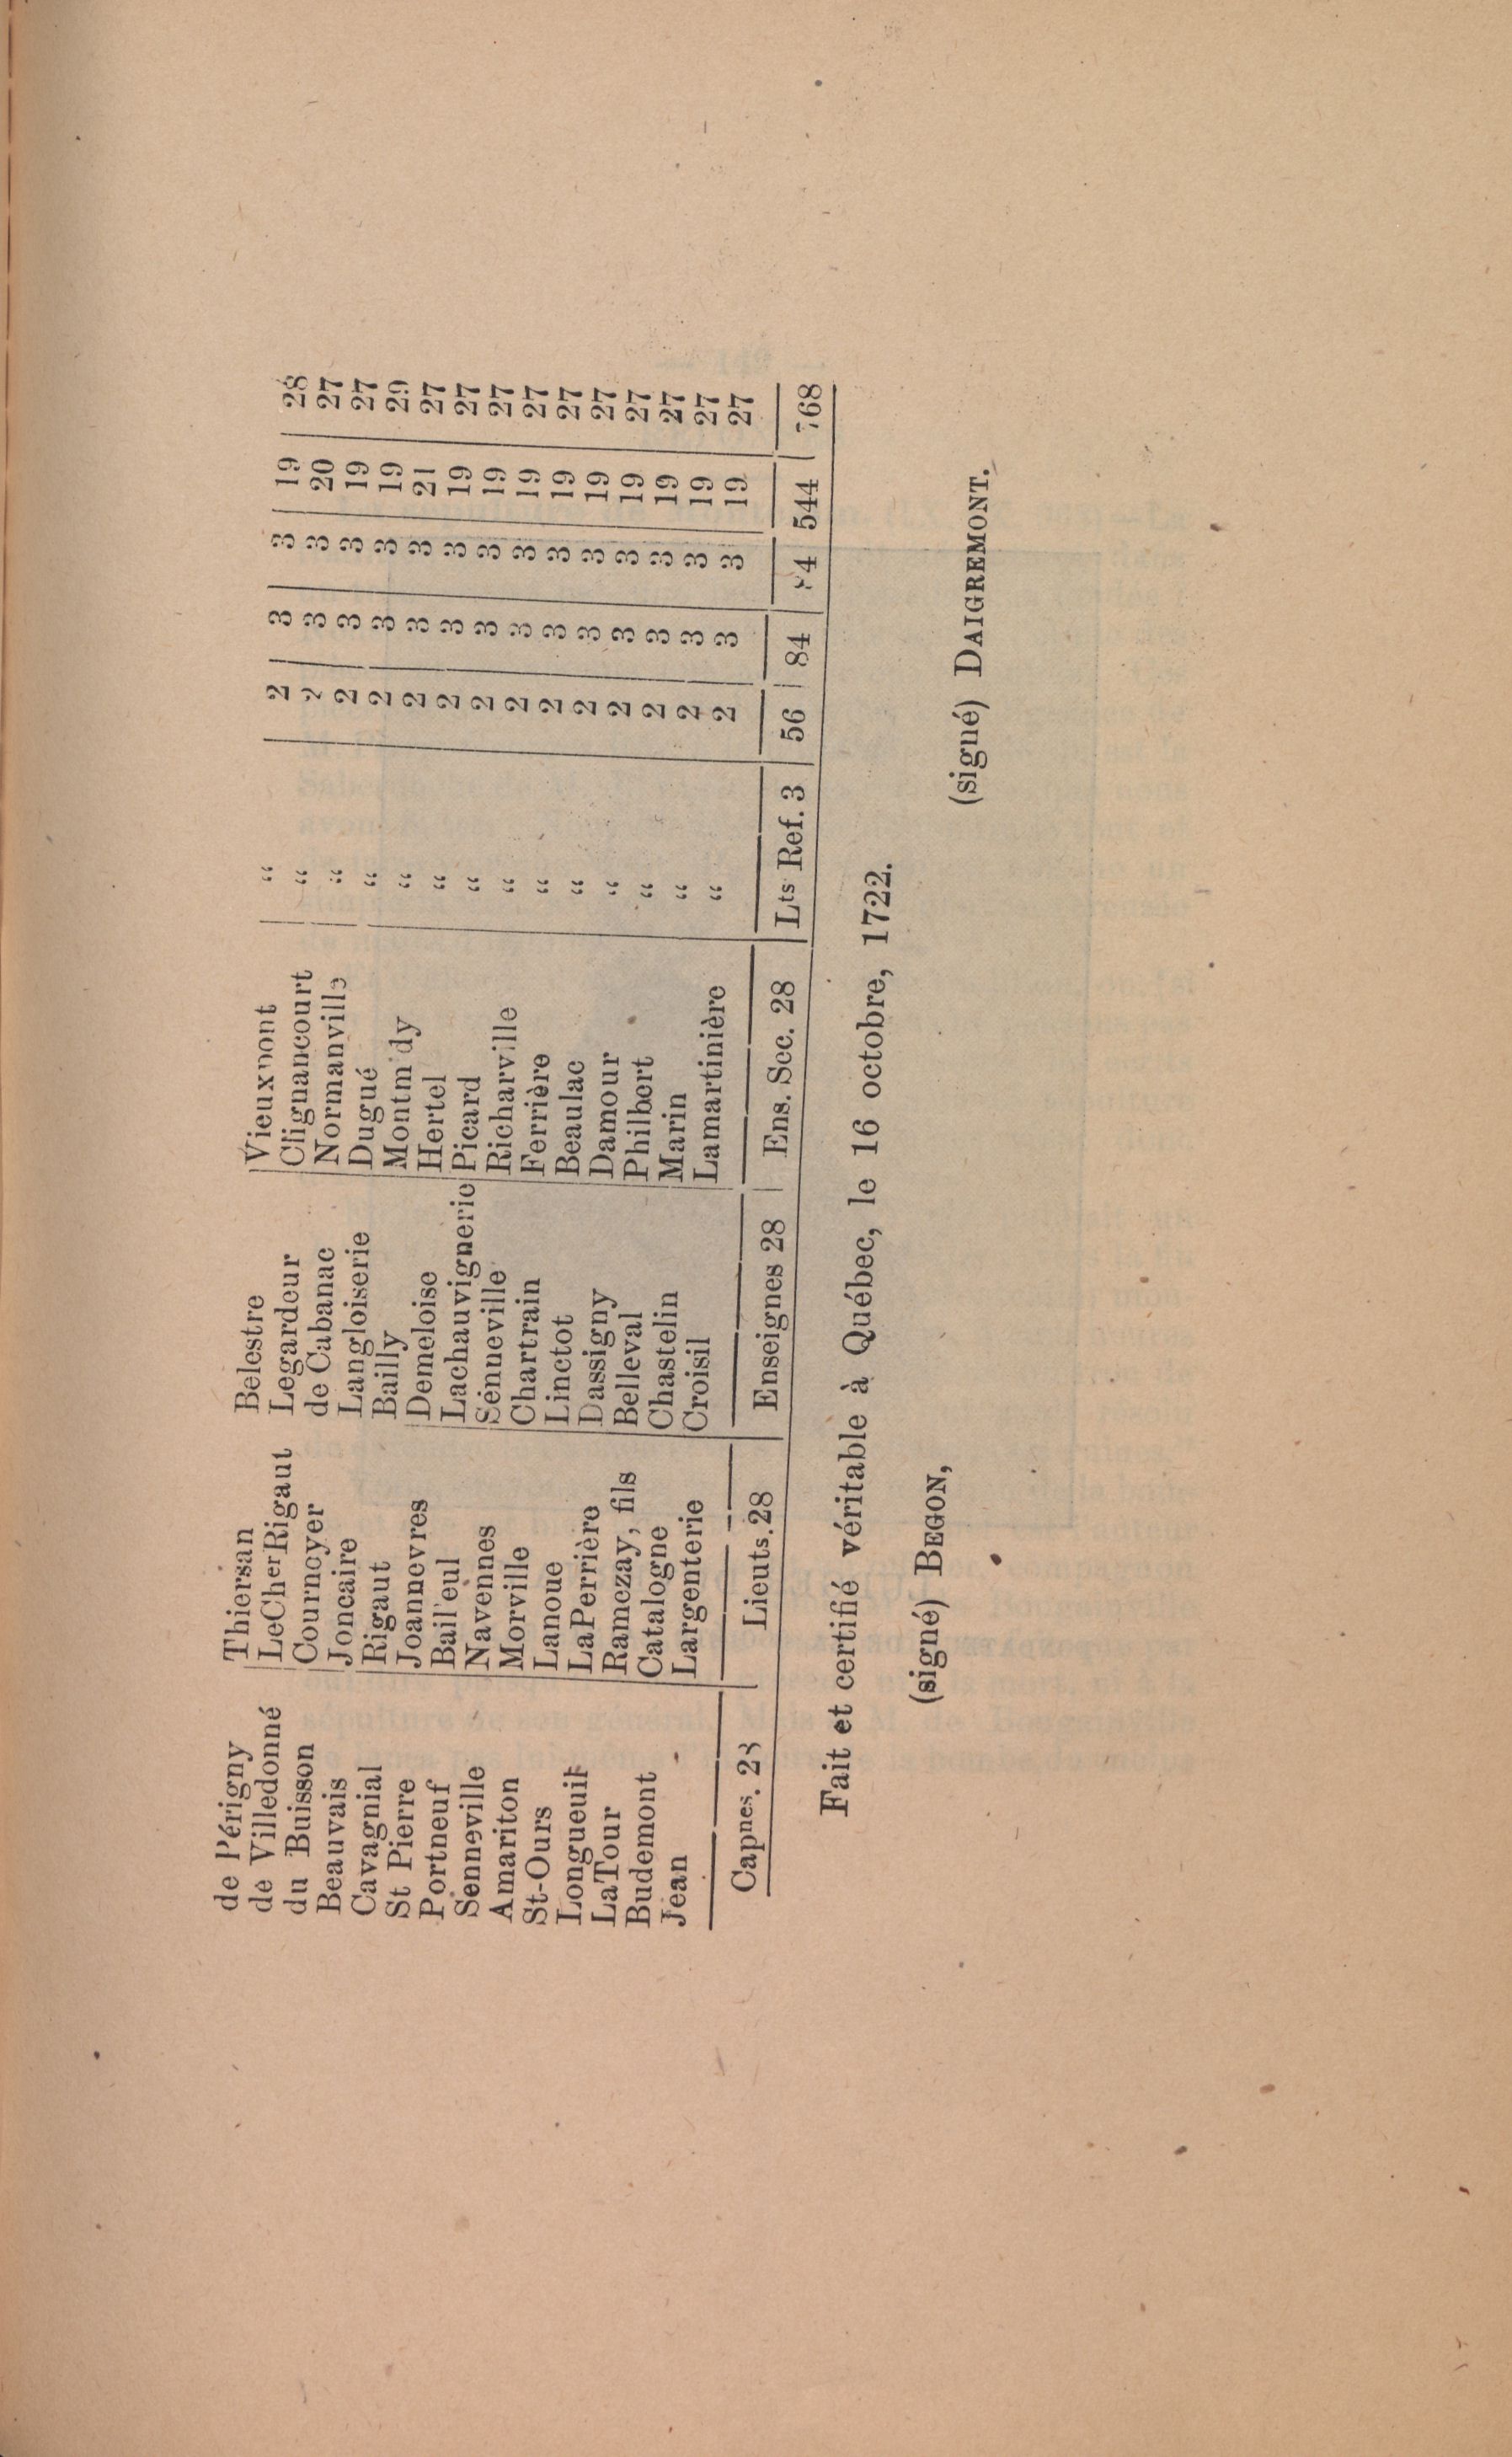 de Périgny Thiersan Belestre Vieuxpont “ 2 3 3 19 28
de Villedonné LeCher Rigaut Legardeur Clignancourt “ 2 3 3 20 27
du Buisson Cournoyer de Cabanac Normanville “ 2 3 3 19 27
Beauvais Joncaire Langloiserie Dugué “ 2 3 3 19 29
Cavagnial Rigaut Bailly Montmidy “ 2 3 3 21 27
St Pierre Joannevres Demeloise Hertel “ 2 3 3 19 27
Portneuf Bailleul Lachauvignerie Picard “ 2 3 3 19 27
Senneville Navennes Sénneville Richarville “ 2 3 3 19 27
Amariton Morville Chartrain Ferrière “ 2 3 3 19 27
St-Ours Lanoue Linctot Beaulac “ 2 3 3 19 27
Longueuil LaPerrière Dassigny Damour “ 2 3 3 19 27
LaTour Ramezay, fils Belleval Philbert “ 2 3 3 19 27
Budemont Catalogne Chastelin Marin “ 2 3 3 19 27
Jean Largenterie Croisil Lamartinière “ 2 3 3 19 27
Capnes. 28 Lieuts. 28 Enseignes 28 Ens. Sec. 28 Lts Ref. 3 56 84 84 544 768
Fait et certifié véritable à Québec, le 16 octobre, 1722.
(signé) BEGON, (signé) DAIGREMONT.